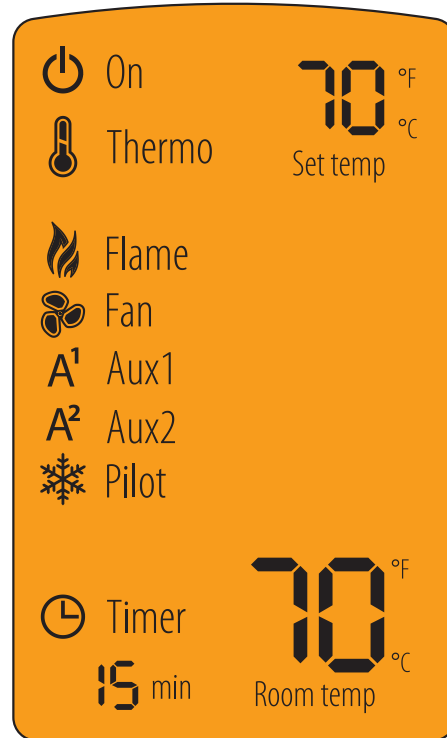 On
70 °F
°C
Thermo
Set temp
Flame
Fan
A¹ Aux1
A² Aux2
Pilot
Timer
15 min
70 °F
°C
Room temp